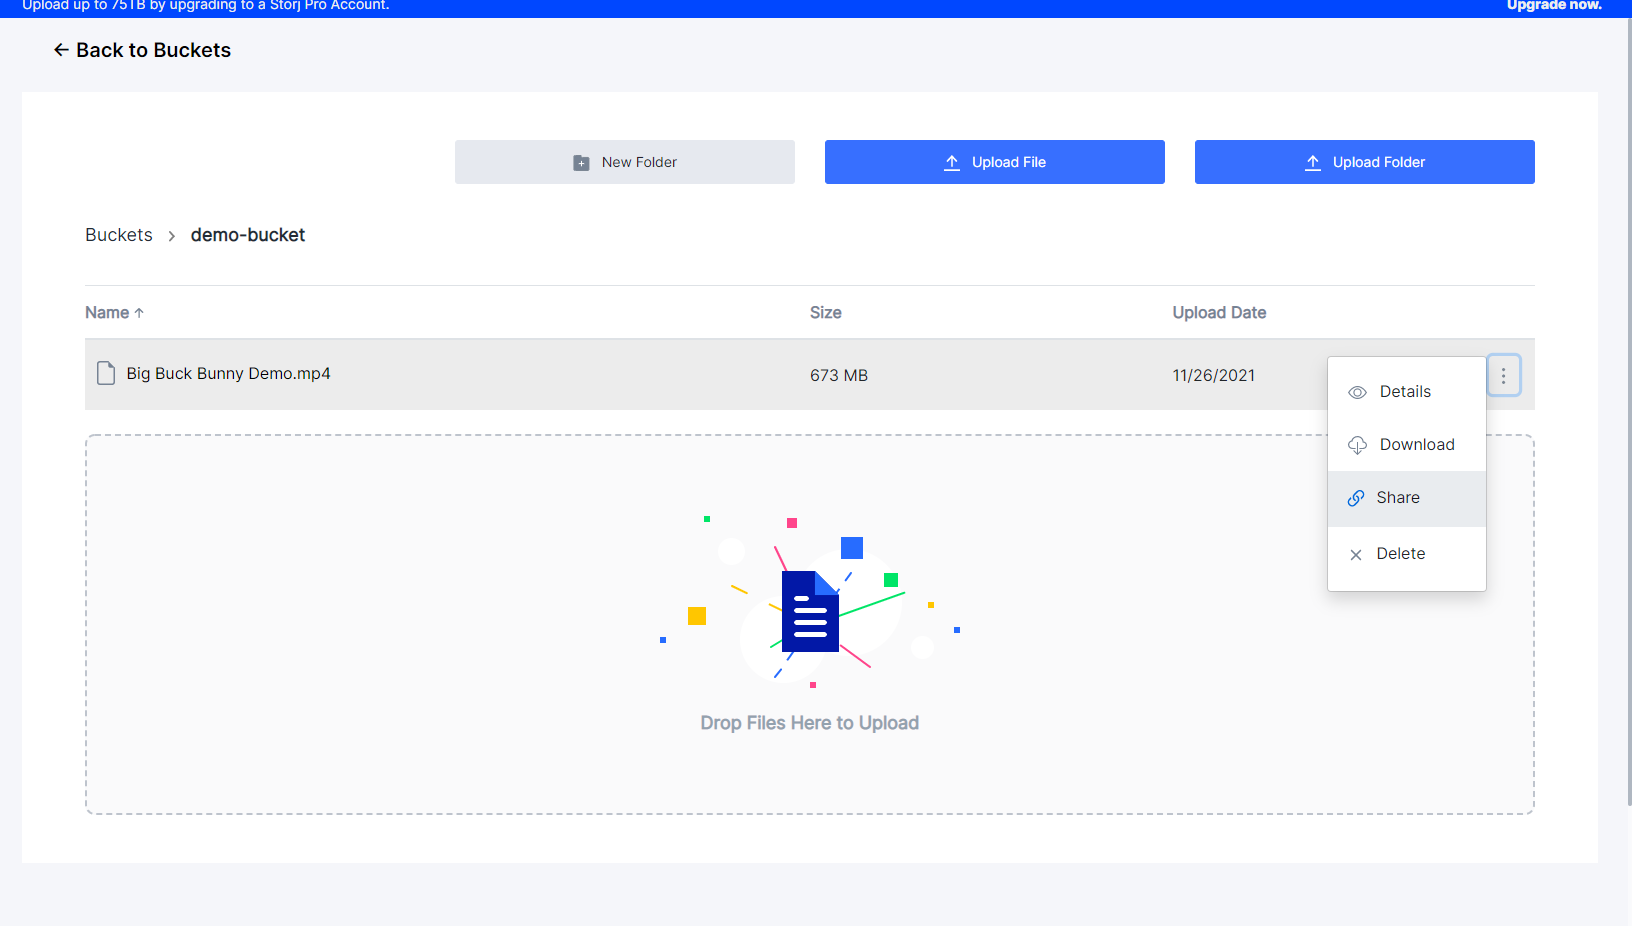 Upload up to 75TB by upgrading to a Storj Pro Account. Upgrade now.
← Back to Buckets
New Folder
Upload File
Upload Folder
Buckets > demo-bucket
Name ↑ Size Upload Date
Big Buck Bunny Demo.mp4 673 MB 11/26/2021
Details
Download
Share
Delete
Drop Files Here to Upload